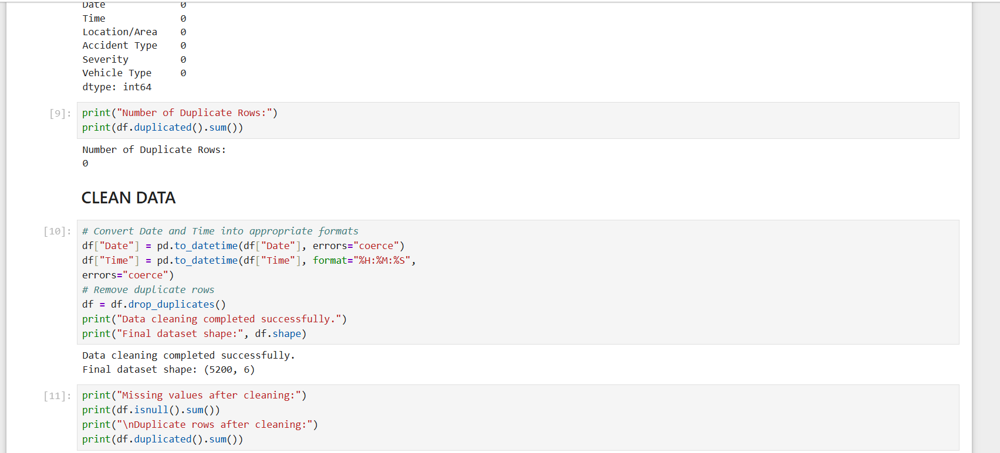 Date 0
Time 0
Location/Area 0
Accident Type 0
Severity 0
Vehicle Type 0
dtype: int64
[9]: print("Number of Duplicate Rows:")
print(df.duplicated().sum())
Number of Duplicate Rows:
0
CLEAN DATA
[10]: # Convert Date and Time into appropriate formats
df["Date"] = pd.to_datetime(df["Date"], errors="coerce")
df["Time"] = pd.to_datetime(df["Time"], format="%H:%M:%S",
errors="coerce")
# Remove duplicate rows
df = df.drop_duplicates()
print("Data cleaning completed successfully.")
print("Final dataset shape:", df.shape)
Data cleaning completed successfully.
Final dataset shape: (5200, 6)
[11]: print("Missing values after cleaning:")
print(df.isnull().sum())
print("\nDuplicate rows after cleaning:")
print(df.duplicated().sum())